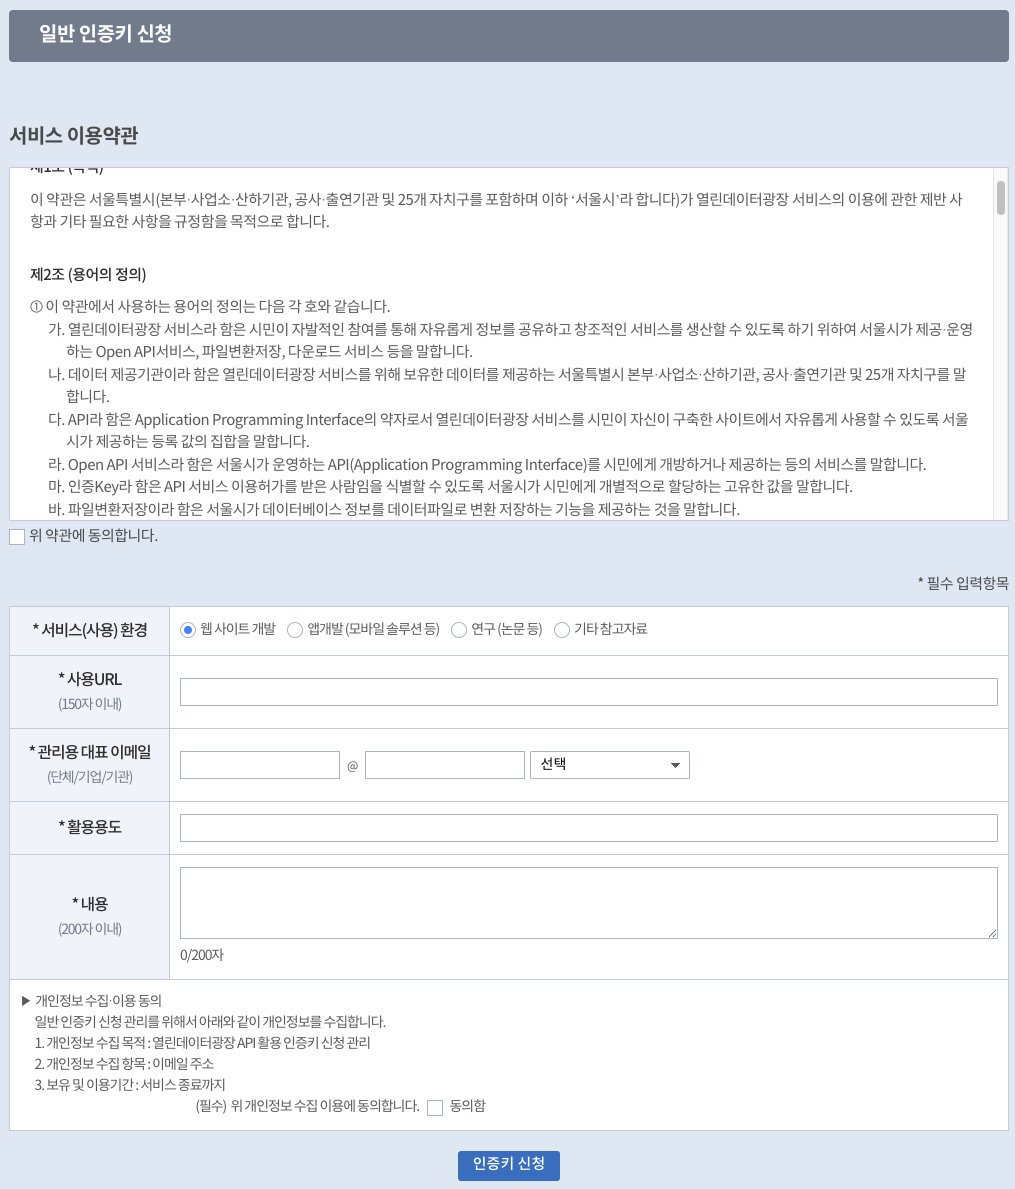 일반 인증키 신청
서비스 이용약관
제1조 (목적)
이 약관은 서울특별시(본부·사업소·산하기관, 공사·출연기관 및 25개 자치구를 포함하며 이하 ‘서울시’라 합니다)가 열린데이터광장 서비스의 이용에 관한 제반 사
항과 기타 필요한 사항을 규정함을 목적으로 합니다.
제2조 (용어의 정의)
① 이 약관에서 사용하는 용어의 정의는 다음 각 호와 같습니다.
가. 열린데이터광장 서비스라 함은 시민이 자발적인 참여를 통해 자유롭게 정보를 공유하고 창조적인 서비스를 생산할 수 있도록 하기 위하여 서울시가 제공·운영
하는 Open API서비스, 파일변환저장, 다운로드 서비스 등을 말합니다.
나. 데이터 제공기관이라 함은 열린데이터광장 서비스를 위해 보유한 데이터를 제공하는 서울특별시 본부·사업소·산하기관, 공사·출연기관 및 25개 자치구를 말
합니다.
다. API라 함은 Application Programming Interface의 약자로서 열린데이터광장 서비스를 시민이 자신이 구축한 사이트에서 자유롭게 사용할 수 있도록 서울
시가 제공하는 등록 값의 집합을 말합니다.
라. Open API 서비스라 함은 서울시가 운영하는 API(Application Programming Interface)를 시민에게 개방하거나 제공하는 등의 서비스를 말합니다.
마. 인증Key라 함은 API 서비스 이용허가를 받은 사람임을 식별할 수 있도록 서울시가 시민에게 개별적으로 할당하는 고유한 값을 말합니다.
바. 파일변환저장이라 함은 서울시가 데이터베이스 정보를 데이터파일로 변환 저장하는 기능을 제공하는 것을 말합니다.
위 약관에 동의합니다.
* 필수 입력항목
* 서비스(사용) 환경 웹 사이트 개발 앱개발 (모바일 솔루션 등) 연구 (논문 등) 기타 참고자료
* 사용URL
(150자 이내)
* 관리용 대표 이메일
(단체/기업/기관)
@ 선택
* 활용용도
* 내용
(200자 이내)
0/200자
▶ 개인정보 수집·이용 동의
일반 인증키 신청 관리를 위해서 아래와 같이 개인정보를 수집합니다.
1. 개인정보 수집 목적 : 열린데이터광장 API 활용 인증키 신청 관리
2. 개인정보 수집 항목 : 이메일 주소
3. 보유 및 이용기간 : 서비스 종료까지
(필수) 위 개인정보 수집 이용에 동의합니다. 동의함
인증키 신청